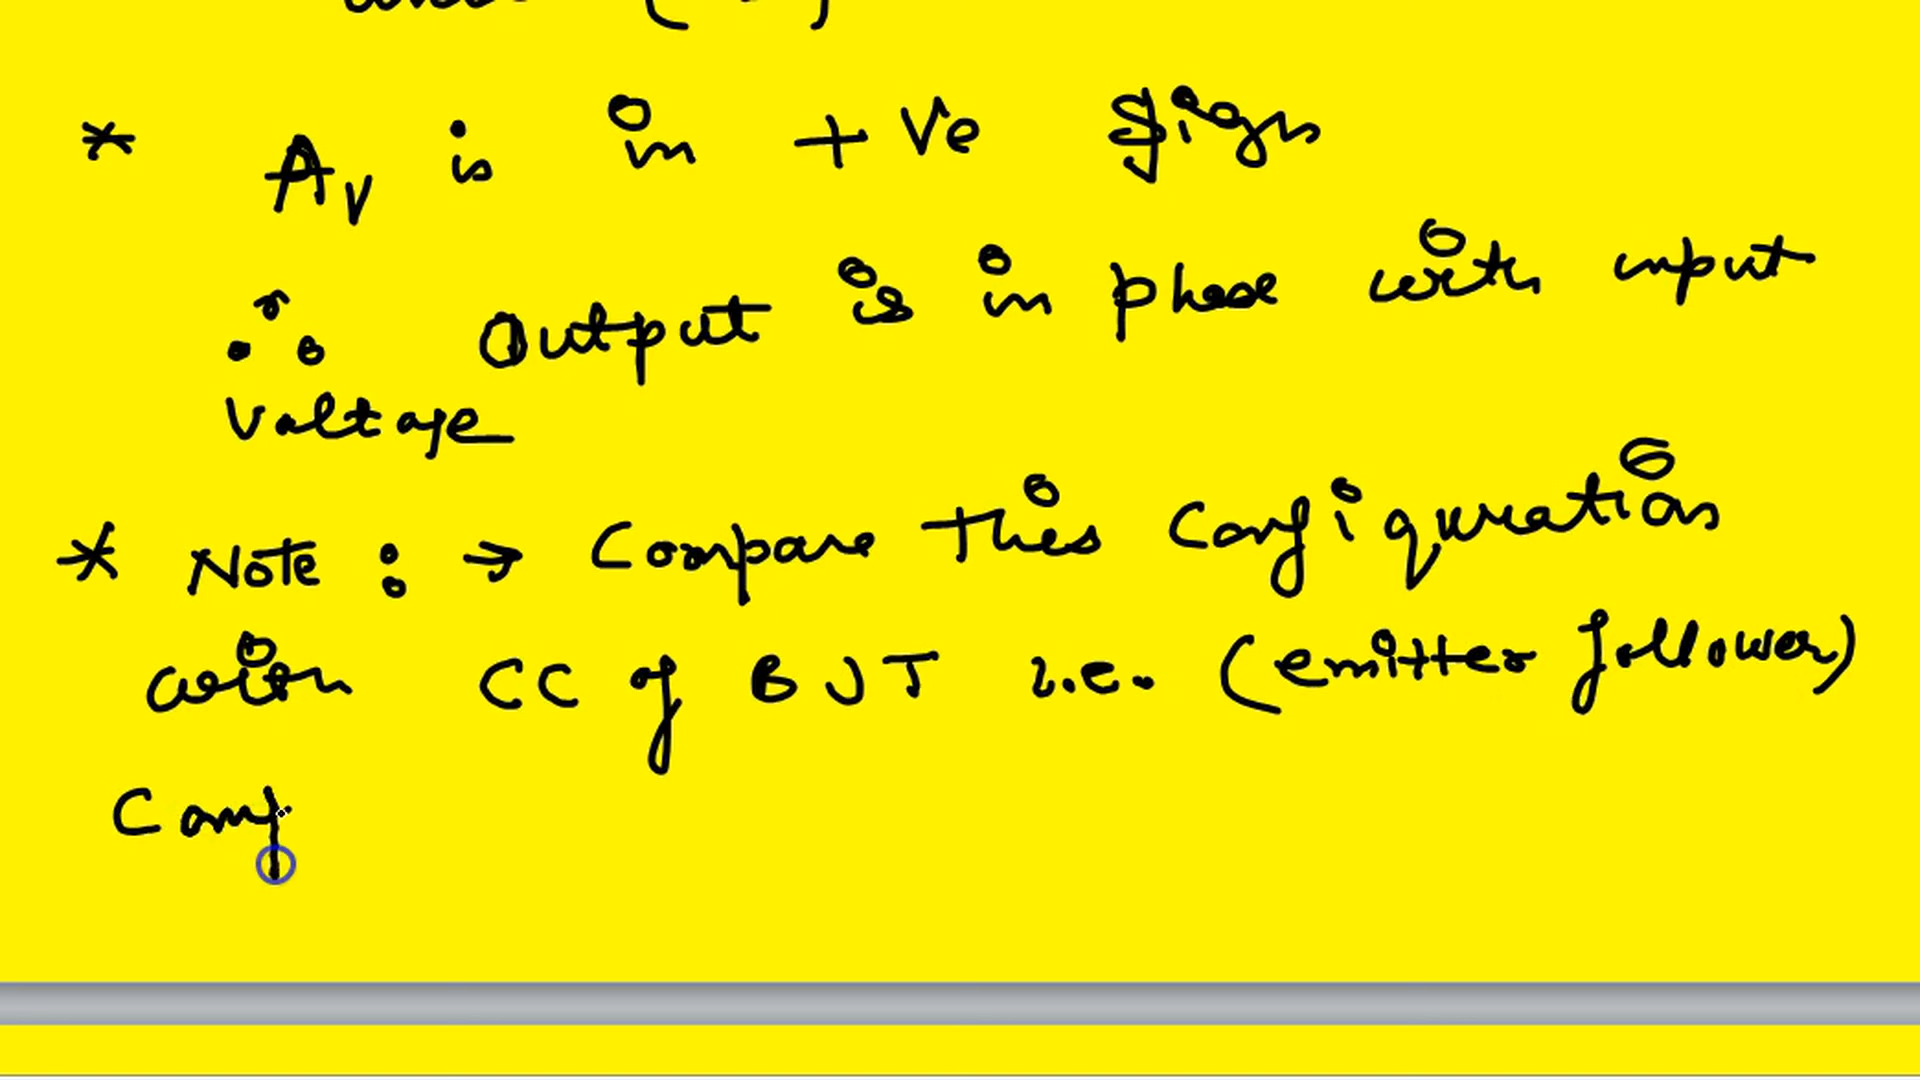 * Av is in +ve sign
∴ Output is in phase with input
voltage
* Note : → Compare this Configuration
with CC of BJT i.e. (emitter follower)
Conf